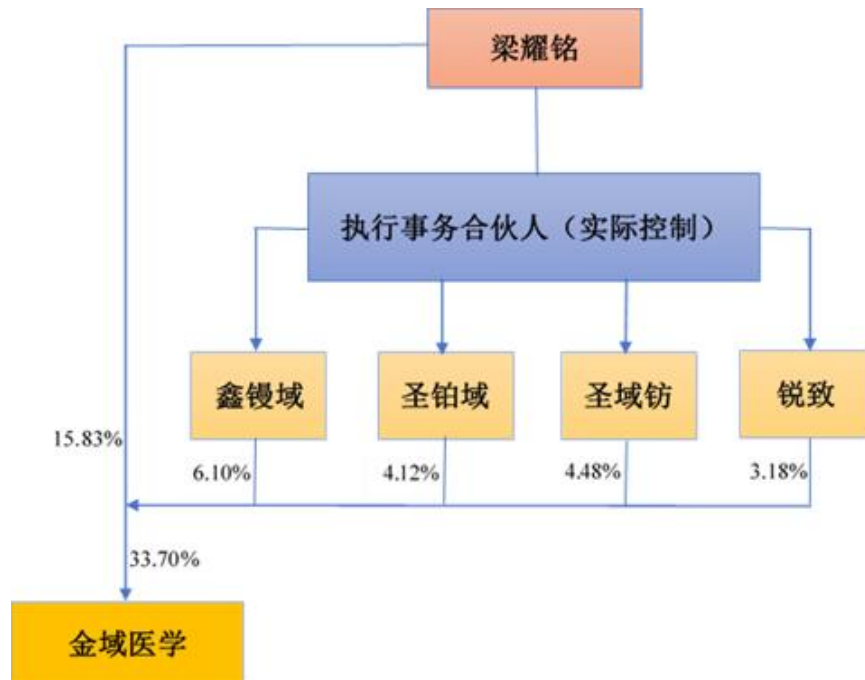 梁耀铭
执行事务合伙人（实际控制）
鑫镘域
圣铂域
圣域钫
锐致
15.83%
6.10%
4.12%
4.48%
3.18%
33.70%
金域医学